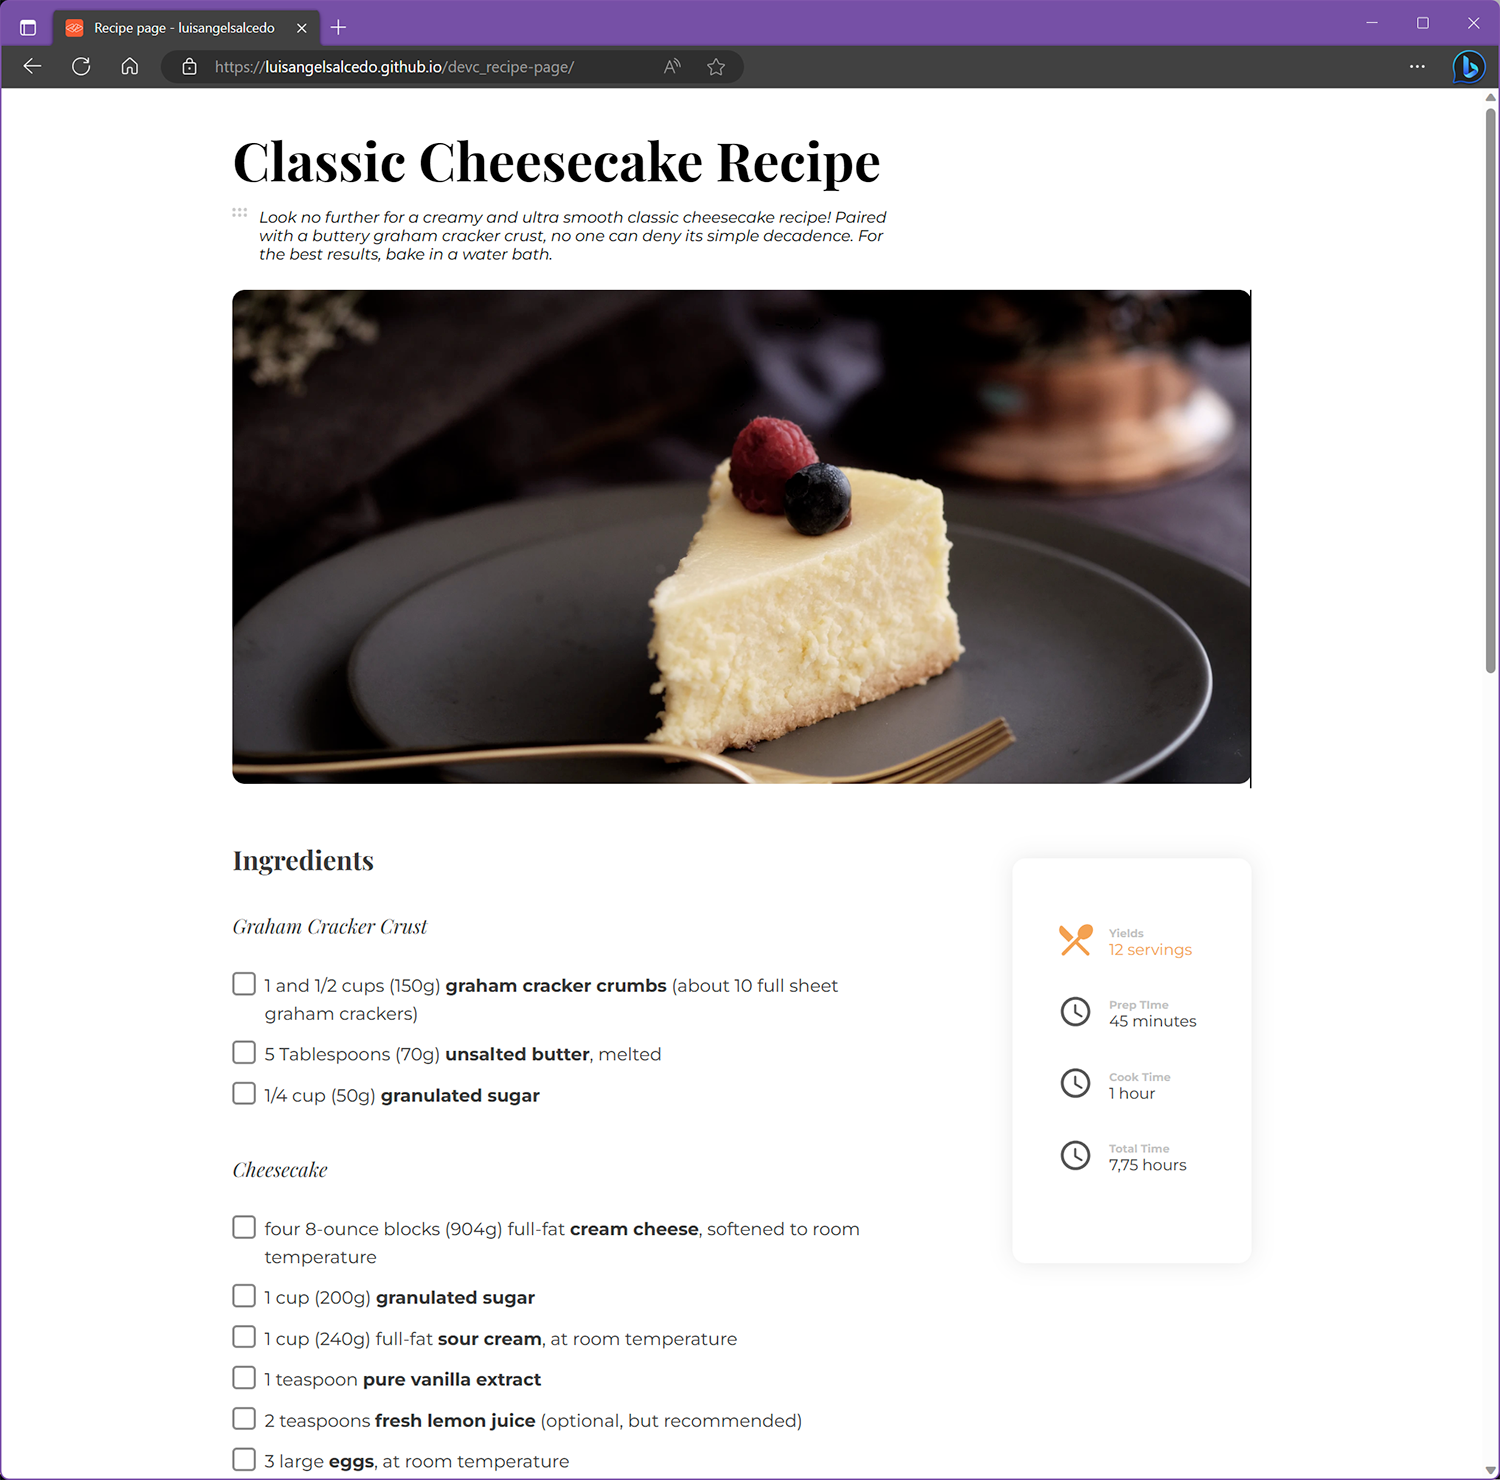 Recipe page - luisangelsalcedo
https://luisangelsalcedo.github.io/devc_recipe-page/
Classic Cheesecake Recipe
Look no further for a creamy and ultra smooth classic cheesecake recipe! Paired
with a buttery graham cracker crust, no one can deny its simple decadence. For
the best results, bake in a water bath.
Ingredients
Graham Cracker Crust
1 and 1/2 cups (150g) graham cracker crumbs (about 10 full sheet
graham crackers)
5 Tablespoons (70g) unsalted butter, melted
1/4 cup (50g) granulated sugar
Cheesecake
four 8-ounce blocks (904g) full-fat cream cheese, softened to room
temperature
1 cup (200g) granulated sugar
1 cup (240g) full-fat sour cream, at room temperature
1 teaspoon pure vanilla extract
2 teaspoons fresh lemon juice (optional, but recommended)
3 large eggs, at room temperature
Yields
12 servings
Prep TIme
45 minutes
Cook Time
1 hour
Total Time
7,75 hours